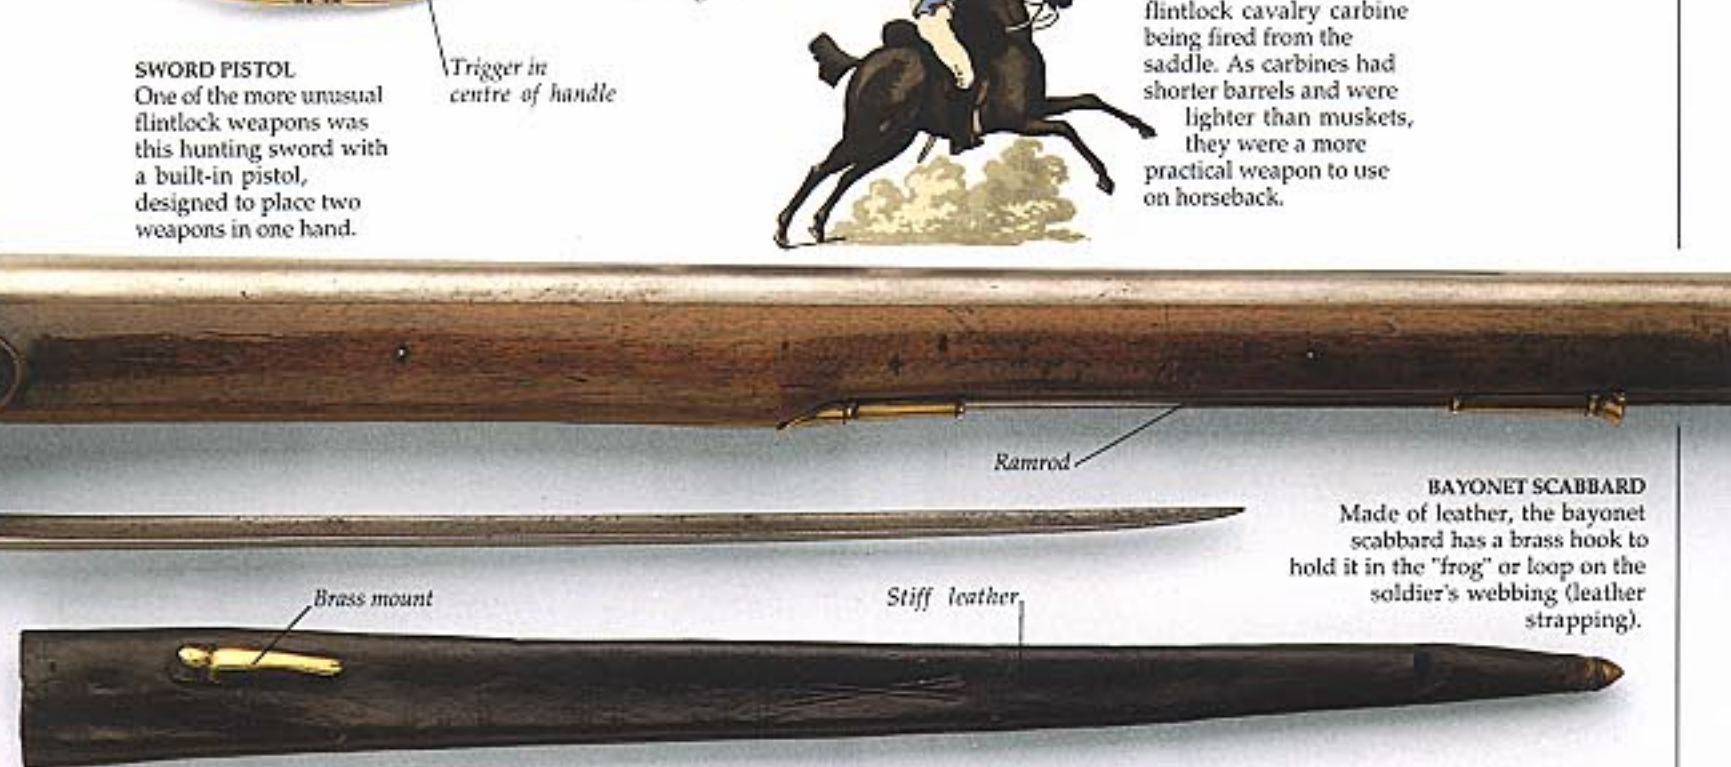 SWORD PISTOL
One of the more unusual
flintlock weapons was
this hunting sword with
a built-in pistol,
designed to place two
weapons in one hand.
Trigger in
centre of handle
flintlock cavalry carbine
being fired from the
saddle. As carbines had
shorter barrels and were
lighter than muskets,
they were a more
practical weapon to use
on horseback.
Ramrod
BAYONET SCABBARD
Made of leather, the bayonet
scabbard has a brass hook to
hold it in the "frog" or loop on the
soldier's webbing (leather
strapping).
Brass mount
Stiff leather